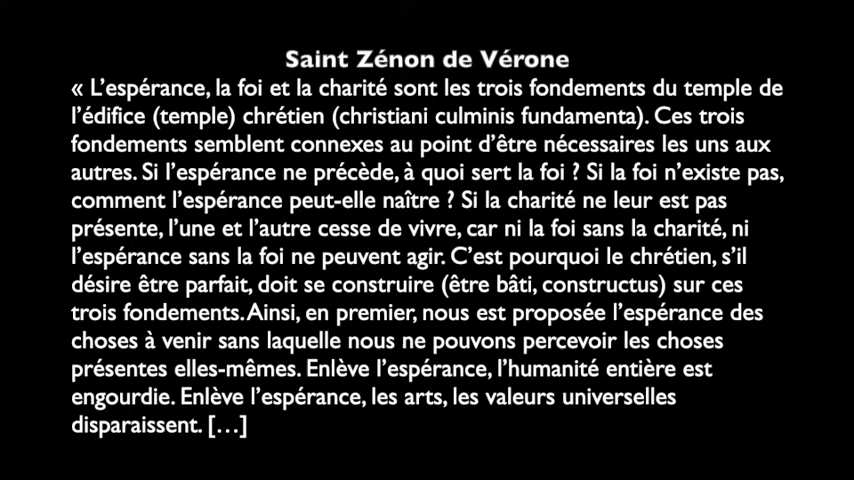 Saint Zénon de Vérone
« L’espérance, la foi et la charité sont les trois fondements du temple de
l’édifice (temple) chrétien (christiani culminis fundamenta). Ces trois
fondements semblent connexes au point d’être nécessaires les uns aux
autres. Si l’espérance ne précède, à quoi sert la foi ? Si la foi n’existe pas,
comment l’espérance peut-elle naître ? Si la charité ne leur est pas
présente, l’une et l’autre cesse de vivre, car ni la foi sans la charité, ni
l’espérance sans la foi ne peuvent agir. C’est pourquoi le chrétien, s’il
désire être parfait, doit se construire (être bâti, constructus) sur ces
trois fondements. Ainsi, en premier, nous est proposée l’espérance des
choses à venir sans laquelle nous ne pouvons percevoir les choses
présentes elles-mêmes. Enlève l’espérance, l’humanité entière est
engourdie. Enlève l’espérance, les arts, les valeurs universelles
disparaissent. […]